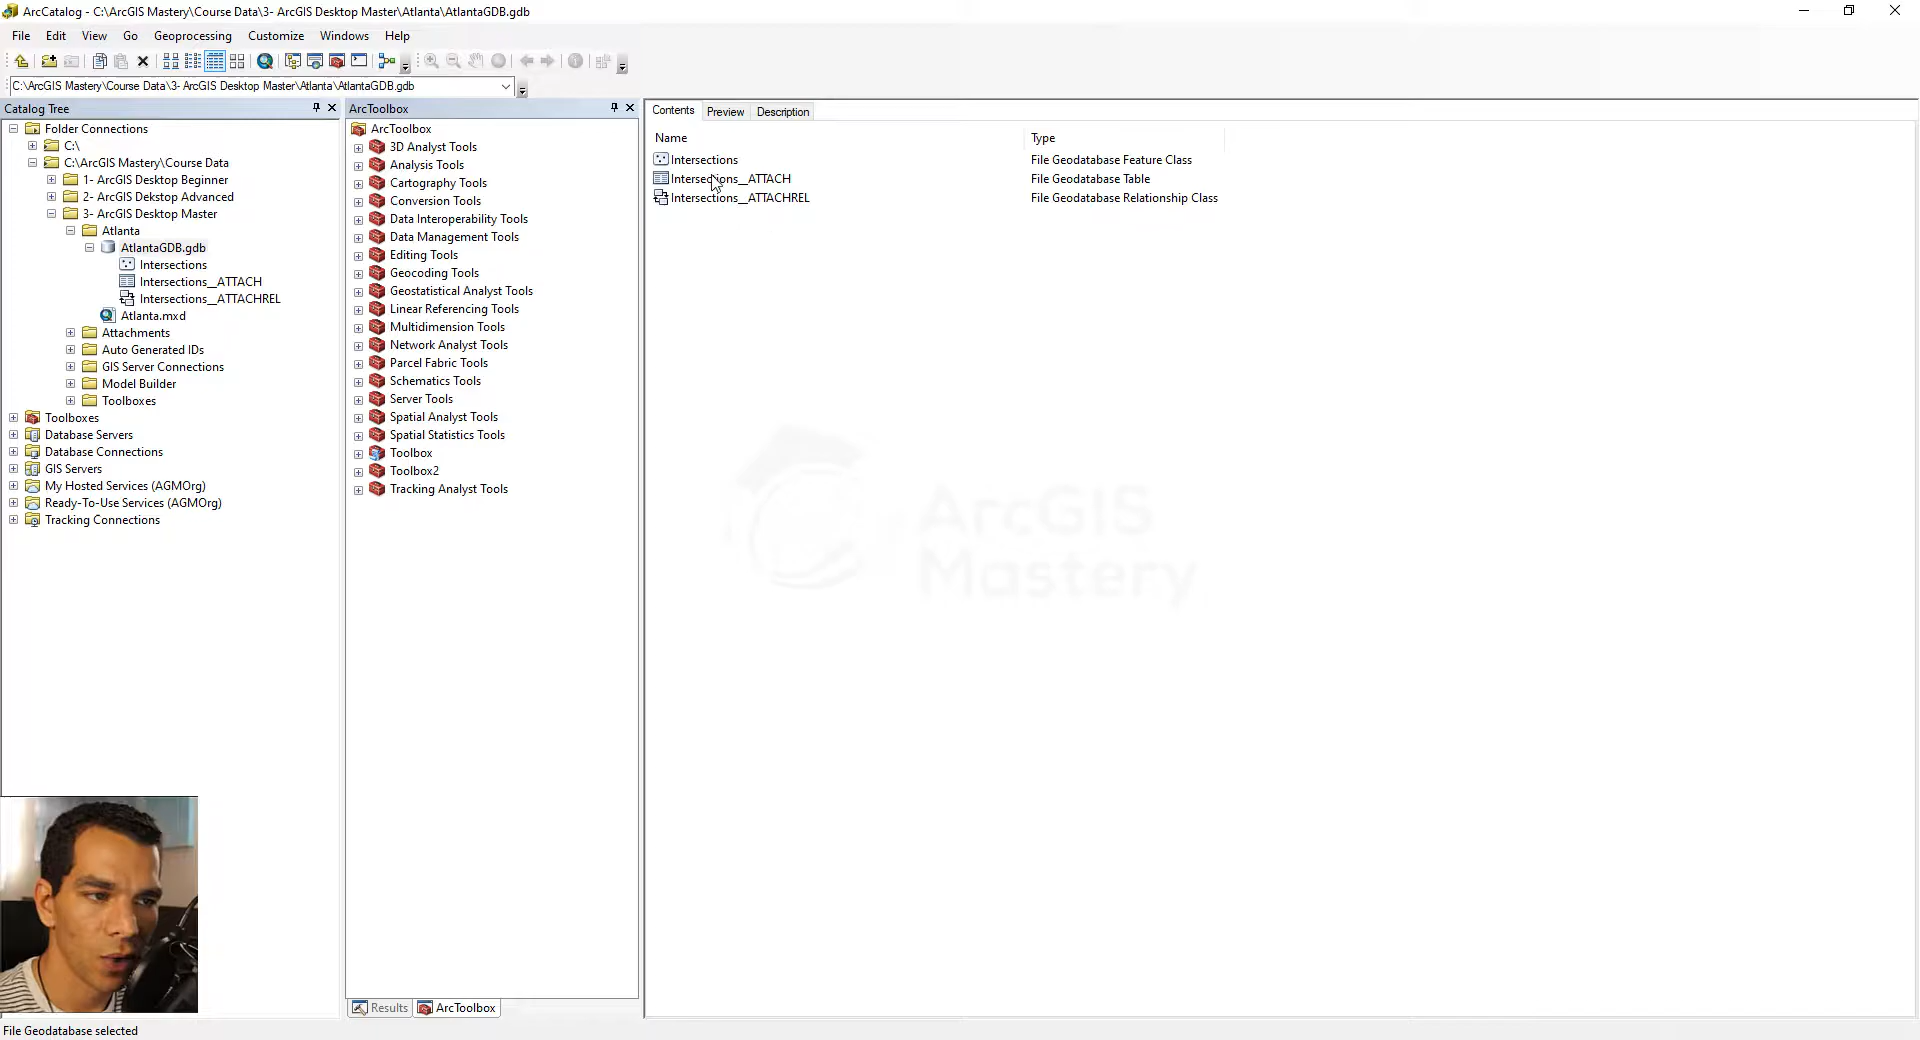 ArcCatalog - C:\ArcGIS Mastery\Course Data\3- ArcGIS Desktop Master\Atlanta\AtlantaGDB.gdb
File Edit View Go Geoprocessing Customize Windows Help
C:\ArcGIS Mastery\Course Data\3- ArcGIS Desktop Master\Atlanta\AtlantaGDB.gdb
Catalog Tree
Folder Connections
C:\
C:\ArcGIS Mastery\Course Data
1- ArcGIS Desktop Beginner
2- ArcGIS Dekstop Advanced
3- ArcGIS Desktop Master
Atlanta
AtlantaGDB.gdb
Intersections
Intersections__ATTACH
Intersections__ATTACHREL
Atlanta.mxd
Attachments
Auto Generated IDs
GIS Server Connections
Model Builder
Toolboxes
Toolboxes
Database Servers
Database Connections
GIS Servers
My Hosted Services (AGMOrg)
Ready-To-Use Services (AGMOrg)
Tracking Connections
ArcToolbox
ArcToolbox
3D Analyst Tools
Analysis Tools
Cartography Tools
Conversion Tools
Data Interoperability Tools
Data Management Tools
Editing Tools
Geocoding Tools
Geostatistical Analyst Tools
Linear Referencing Tools
Multidimension Tools
Network Analyst Tools
Parcel Fabric Tools
Schematics Tools
Server Tools
Spatial Analyst Tools
Spatial Statistics Tools
Toolbox
Toolbox2
Tracking Analyst Tools
Results ArcToolbox
Contents Preview Description
Name Type
Intersections File Geodatabase Feature Class
Intersections__ATTACH File Geodatabase Table
Intersections__ATTACHREL File Geodatabase Relationship Class
ArcGIS
Mastery
File Geodatabase selected